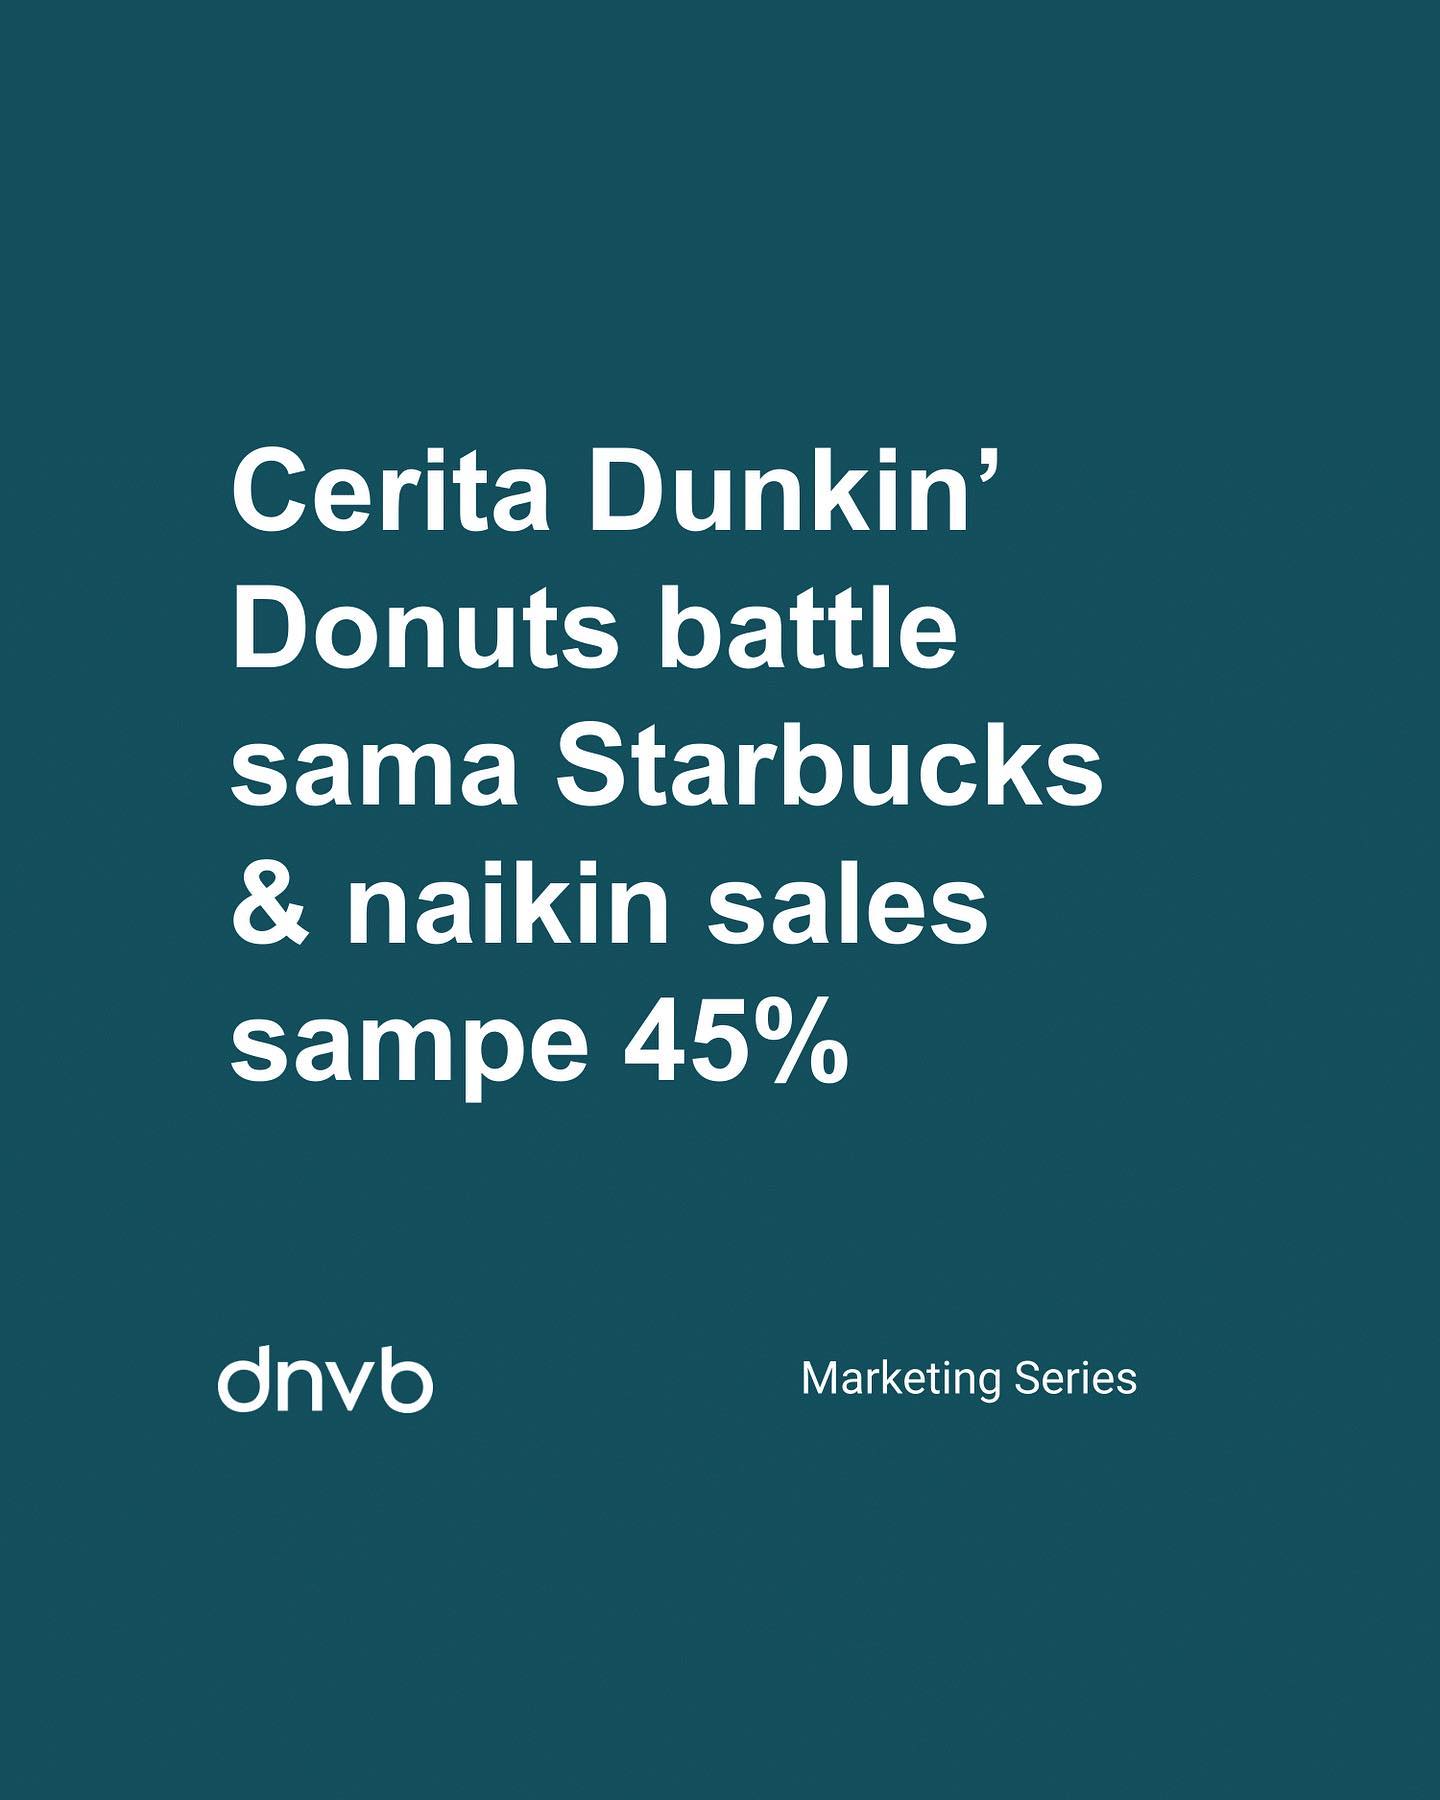 Cerita Dunkin’
Donuts battle
sama Starbucks
& naikin sales
sampe 45%
dnvb
Marketing Series